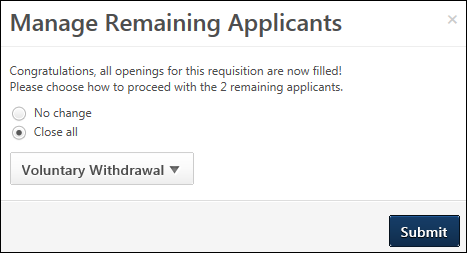 Manage Remaining Applicants ×
Congratulations, all openings for this requisition are now filled!
Please choose how to proceed with the 2 remaining applicants.
No change
Close all
Voluntary Withdrawal
Submit